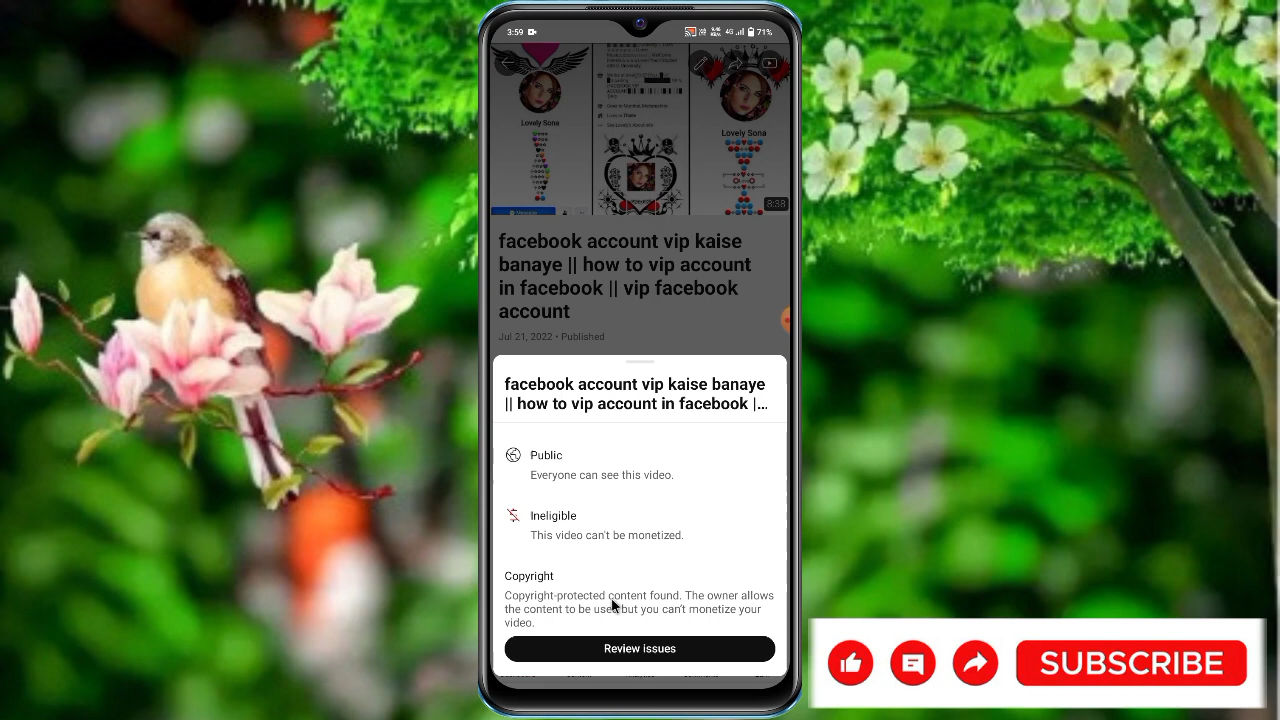 3:59
4G
71%
Lovely Sona
Lovely Sona
8:38
facebook account vip kaise
banaye || how to vip account
in facebook || vip facebook
account
Jul 21, 2022 • Published
facebook account vip kaise banaye
|| how to vip account in facebook |...
Public
Everyone can see this video.
Ineligible
This video can't be monetized.
Copyright
Copyright-protected content found. The owner allows
the content to be used but you can't monetize your
video.
Review issues
SUBSCRIBE